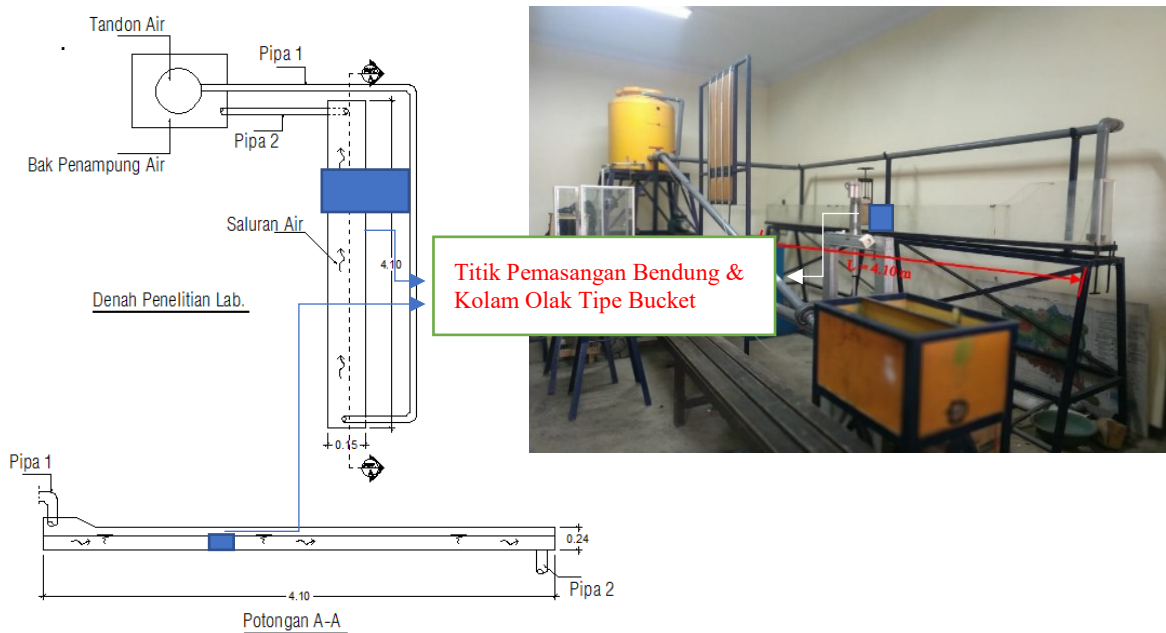 Tandon Air
Pipa 1
Pipa 2
Bak Penampung Air
Saluran Air
4.10
Denah Penelitian Lab.
Titik Pemasangan Bendung &
Kolam Olak Tipe Bucket
L = 4.10 m
0.15
A
Pipa 1
0.24
4.10
Pipa 2
Potongan A-A